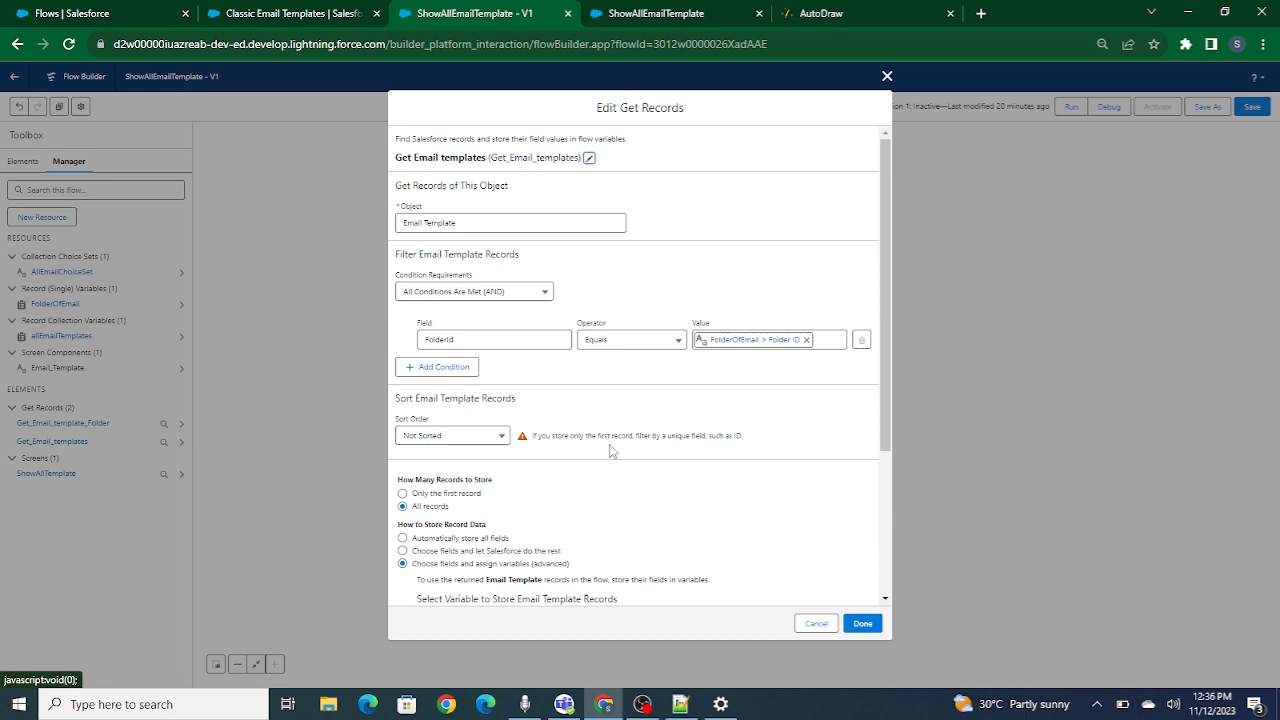 Flows | Salesforce
Classic Email Templates | Salesf
ShowAllEmailTemplate - V1
ShowAllEmailTemplate
AutoDraw
d2w00000iuazreab-dev-ed.develop.lightning.force.com/builder_platform_interaction/flowBuilder.app?flowId=3012w0000026XadAAE
S
Flow Builder
ShowAllEmailTemplate - V1
?
on 1: Inactive—Last modified 20 minutes ago
Run
Debug
Activate
Save As
Save
Toolbox
Elements
Manager
Search this flow...
New Resource
RESOURCES
Collection Choice Sets (1)
AllEmailChoiceSet
Record (Single) Variables (1)
FolderOfEmail
Record Collection Variables (1)
allEmailTemplates
Screen Components (1)
Email_Template
ELEMENTS
Get Records (2)
Get_Email_template_Folder
Get_Email_templates
Screens (1)
ShowAllTemplate
Edit Get Records
Find Salesforce records and store their field values in flow variables.
Get Email templates (Get_Email_templates)
Get Records of This Object
*Object
Email Template
Filter Email Template Records
Condition Requirements
All Conditions Are Met (AND)
Field
Operator
Value
FolderId
Equals
FolderOfEmail > Folder ID
+ Add Condition
Sort Email Template Records
Sort Order
Not Sorted
If you store only the first record, filter by a unique field, such as ID.
How Many Records to Store
Only the first record
All records
How to Store Record Data
Automatically store all fields
Choose fields and let Salesforce do the rest
Choose fields and assign variables (advanced)
To use the returned Email Template records in the flow, store their fields in variables.
Select Variable to Store Email Template Records
Cancel
Done
javascript:void(0);
Type here to search
30°C Partly sunny
12:36 PM
11/12/2023
3